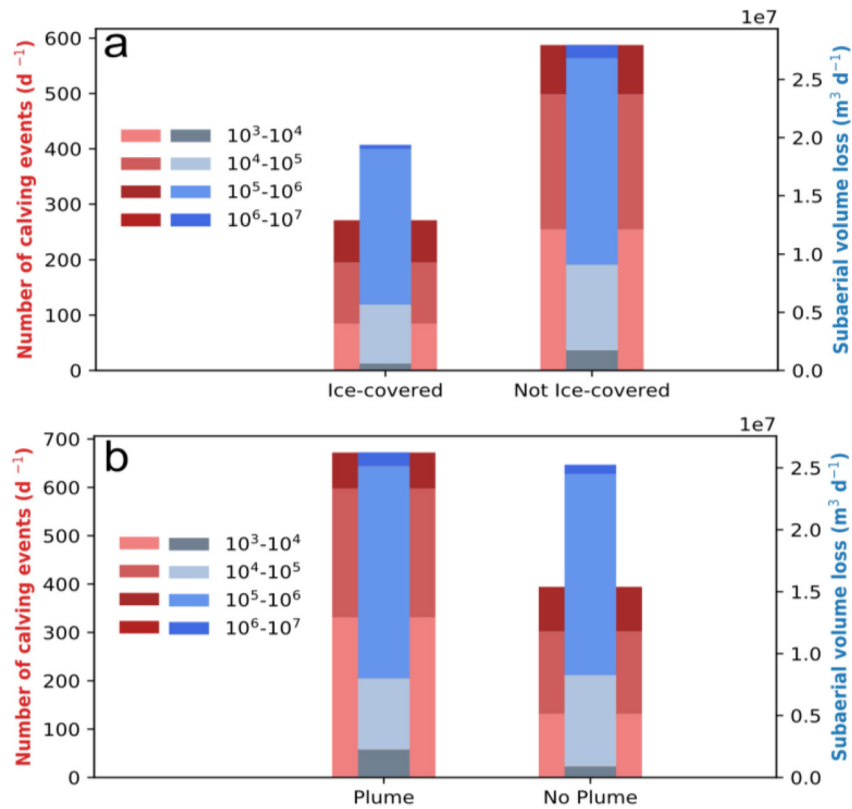 1e7
a
600
500
400
300
200
100
0
Number of calving events (d ⁻¹)
10³-10⁴
10⁴-10⁵
10⁵-10⁶
10⁶-10⁷
2.5
2.0
1.5
1.0
0.5
0.0
Subaerial volume loss (m³ d⁻¹)
Ice-covered
Not Ice-covered
1e7
b
700
600
500
400
300
200
100
0
Number of calving events (d ⁻¹)
10³-10⁴
10⁴-10⁵
10⁵-10⁶
10⁶-10⁷
2.5
2.0
1.5
1.0
0.5
0.0
Subaerial volume loss (m³ d⁻¹)
Plume
No Plume